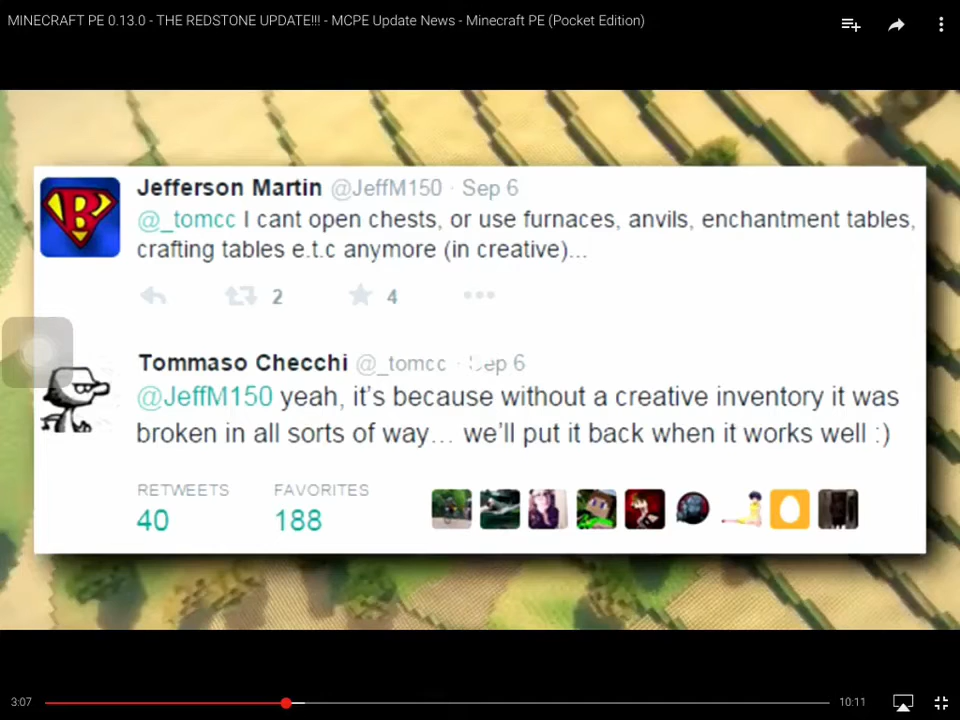 MINECRAFT PE 0.13.0 - THE REDSTONE UPDATE!!! - MCPE Update News - Minecraft PE (Pocket Edition)
Jefferson Martin @JeffM150 · Sep 6
@_tomcc I cant open chests, or use furnaces, anvils, enchantment tables,
crafting tables e.t.c anymore (in creative)...
2 4
Tommaso Checchi @_tomcc · Sep 6
@JeffM150 yeah, it's because without a creative inventory it was
broken in all sorts of way... we'll put it back when it works well :)
RETWEETS FAVORITES
40 188
3:07 10:11